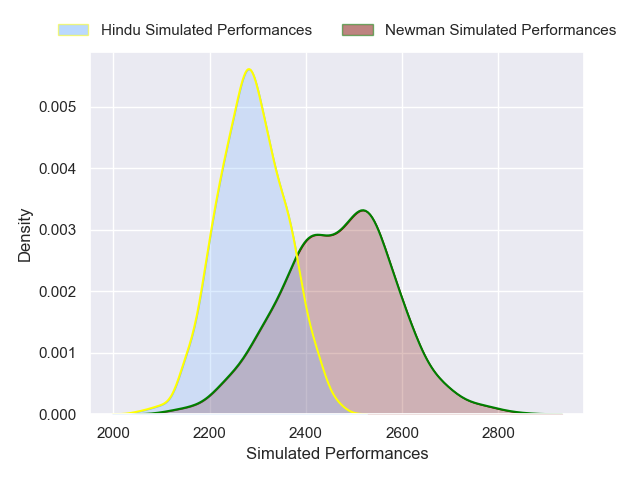 Hindu Simulated Performances
Newman Simulated Performances
0.005
0.004
0.003
0.002
0.001
0.000
Density
2000
2200
2400
2600
2800
Simulated Performances